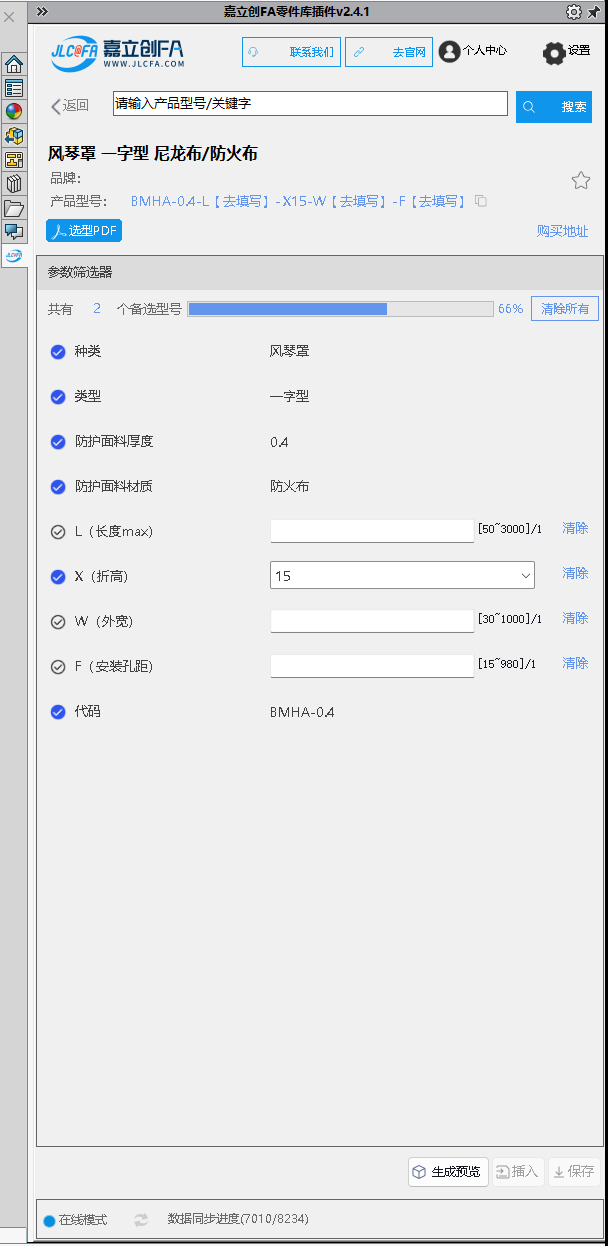 嘉立创FA零件库插件v2.4.1
JLC@FA 嘉立创FA
WWW.JLCFA.COM
联系我们 去官网 个人中心 设置
返回 请输入产品型号/关键字 搜索
风琴罩 一字型 尼龙布/防火布
品牌:
产品型号: BMHA-0.4-L【去填写】-X15-W【去填写】-F【去填写】
选型PDF 购买地址
参数筛选器
共有 2 个备选型号 66% 清除所有
种类 风琴罩
类型 一字型
防护面料厚度 0.4
防护面料材质 防火布
L（长度max） [50~3000]/1 清除
X（折高） 15 清除
W（外宽） [30~1000]/1 清除
F（安装孔距） [15~980]/1 清除
代码 BMHA-0.4
生成预览 插入 保存
在线模式 数据同步进度(7010/8234)